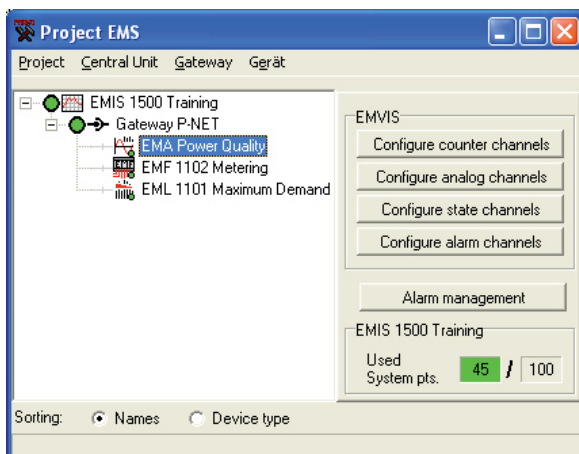 Project EMS
Project Central Unit Gateway Gerät
EMIS 1500 Training
Gateway P-NET
EMA Power Quality
EMF 1102 Metering
EML 1101 Maximum Demand
EMVIS
Configure counter channels
Configure analog channels
Configure state channels
Configure alarm channels
Alarm management
EMIS 1500 Training
Used
System pts. 45 / 100
Sorting: Names Device type